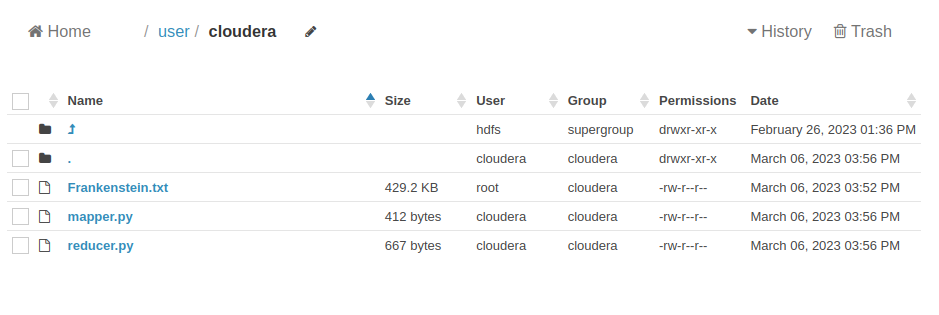 Home / user / cloudera History Trash
Name Size User Group Permissions Date
hdfs supergroup drwxr-xr-x February 26, 2023 01:36 PM
. cloudera cloudera drwxr-xr-x March 06, 2023 03:56 PM
Frankenstein.txt 429.2 KB root cloudera -rw-r--r-- March 06, 2023 03:52 PM
mapper.py 412 bytes cloudera cloudera -rw-r--r-- March 06, 2023 03:56 PM
reducer.py 667 bytes cloudera cloudera -rw-r--r-- March 06, 2023 03:56 PM